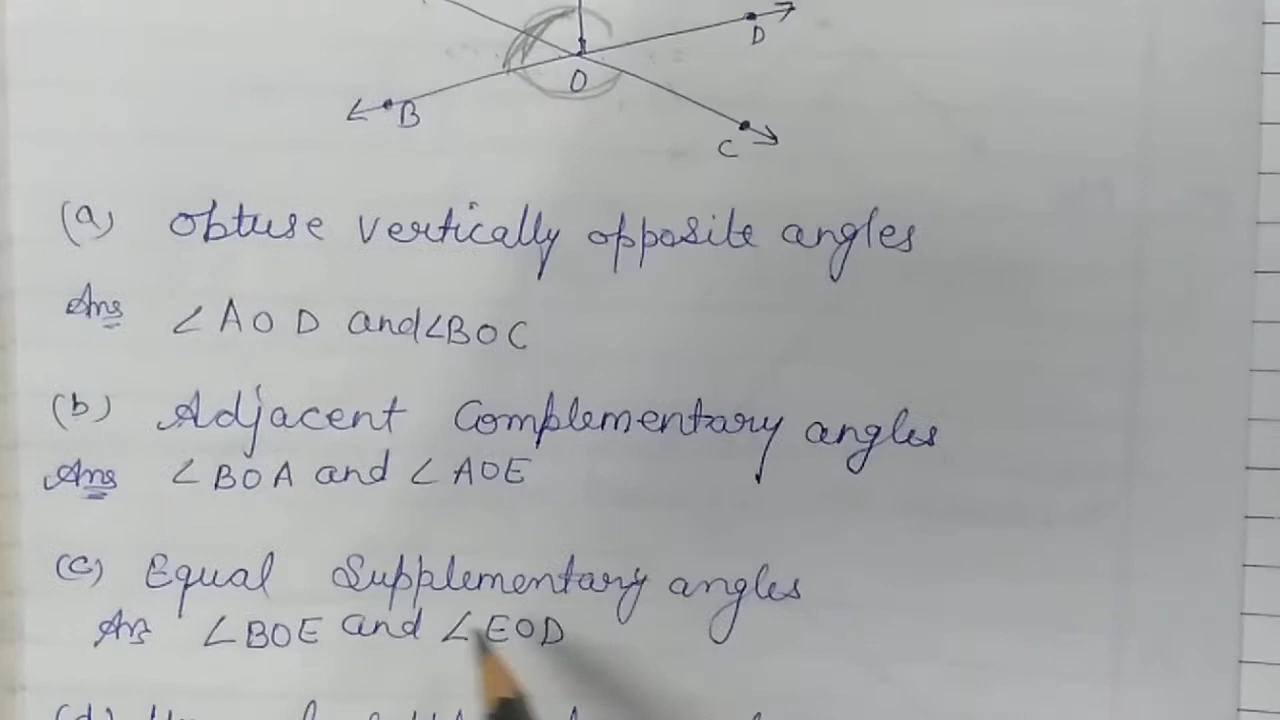 D
O
B
C
(a) Obtuse vertically opposite angles
Ans ∠AOD and ∠BOC
(b) Adjacent Complementary angles
Ans ∠BOA and ∠AOE
(c) Equal Supplementary angles
Ans ∠BOE and ∠EOD
(d)